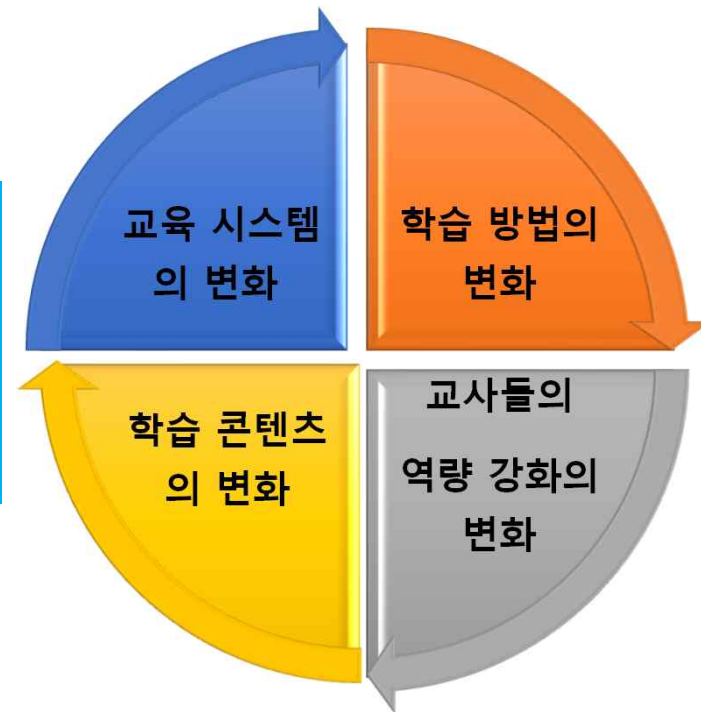 교육 시스템
의 변화
학습 방법의
변화
학습 콘텐츠
의 변화
교사들의
역량 강화의
변화